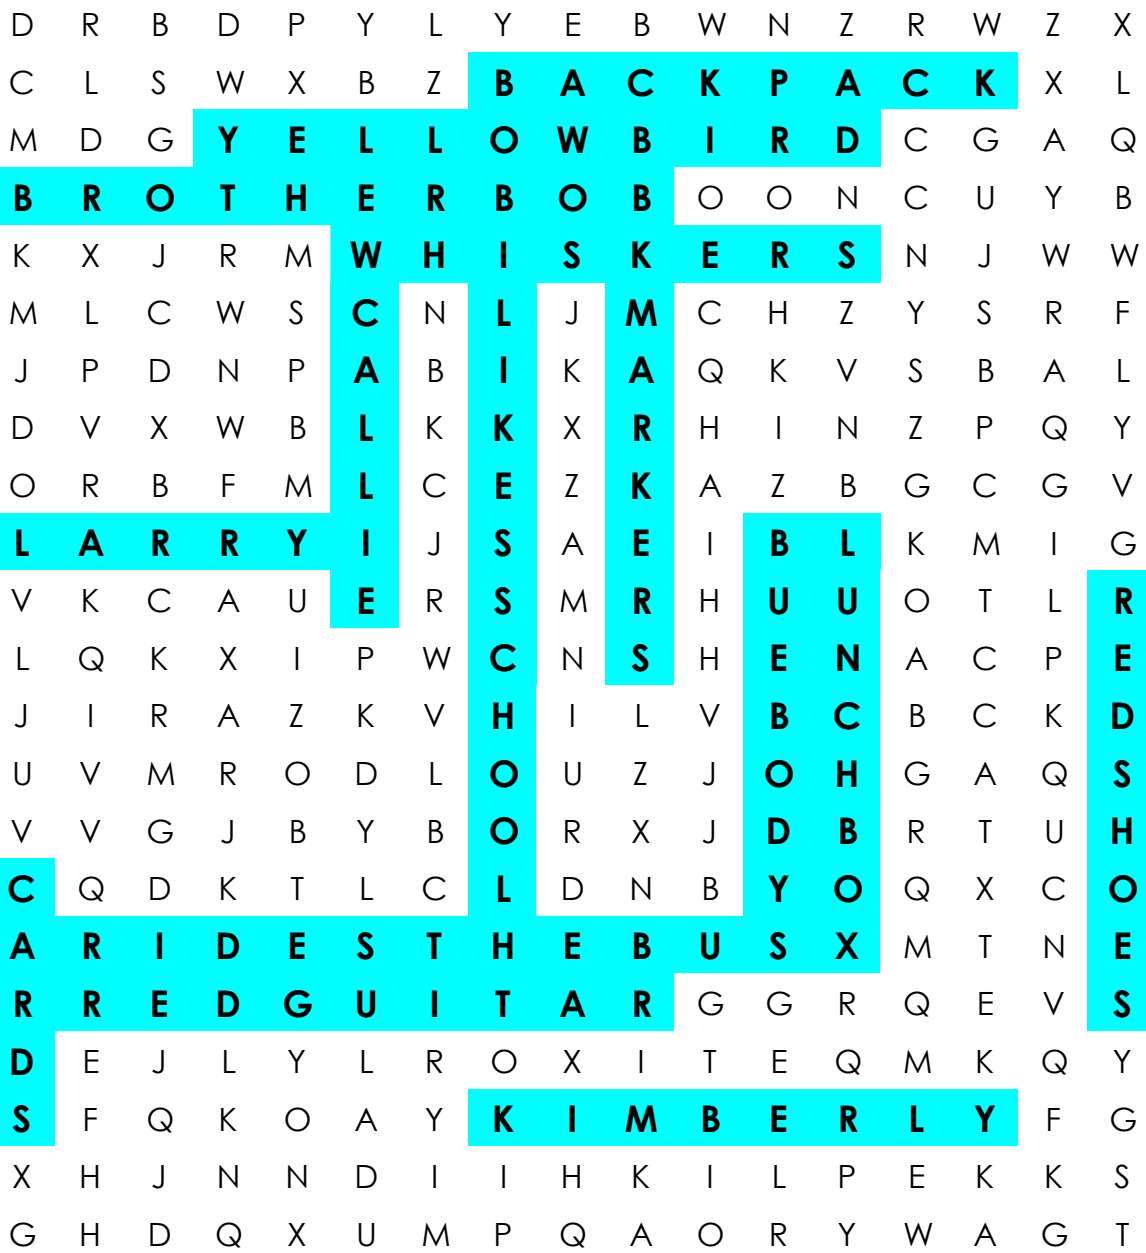 D R B D P Y L Y E B W N Z R W Z X
C L S W X B Z B A C K P A C K X L
M D G Y E L L O W B I R D C G A Q
B R O T H E R B O B O O N C U Y B
K X J R M W H I S K E R S N J W W
M L C W S C N L J M C H Z Y S R F
J P D N P A B I K A Q K V S B A L
D V X W B L K K X R H I N Z P Q Y
O R B F M L C E Z K A Z B G C G V
L A R R Y I J S A E I B L K M I G
V K C A U E R S M R H U U O T L R
L Q K X I P W C N S H E N A C P E
J I R A Z K V H I L V B C B C K D
U V M R O D L O U Z J O H G A Q S
V V G J B Y B O R X J D B R T U H
C Q D K T L C L D N B Y O Q X C O
A R I D E S T H E B U S X M T N E
R R E D G U I T A R G G R Q E V S
D E J L Y L R O X I T E Q M K Q Y
S F Q K O A Y K I M B E R L Y F G
X H J N N D I I H K I L P E K K S
G H D Q X U M P Q A O R Y W A G T